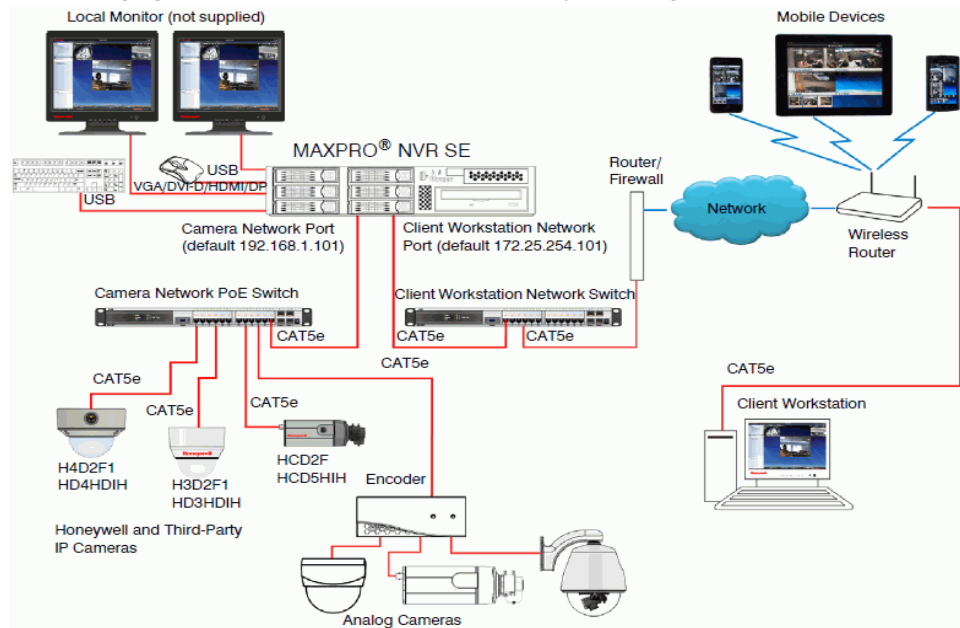 Local Monitor (not supplied)
Mobile Devices
MAXPRO® NVR SE
USB
VGA/DVI-D/HDMI/DP
USB
Router/
Firewall
Network
Wireless
Router
Camera Network Port
(default 192.168.1.101)
Client Workstation Network
Port (default 172.25.254.101)
Camera Network PoE Switch
Client Workstation Network Switch
CAT5e
CAT5e
CAT5e
CAT5e
CAT5e
CAT5e
CAT5e
Client Workstation
H4D2F1
HD4HDIH
Honeywell
H3D2F1
HD3HDIH
HCD2F
HCD5HIH
Encoder
Honeywell and Third-Party
IP Cameras
Analog Cameras